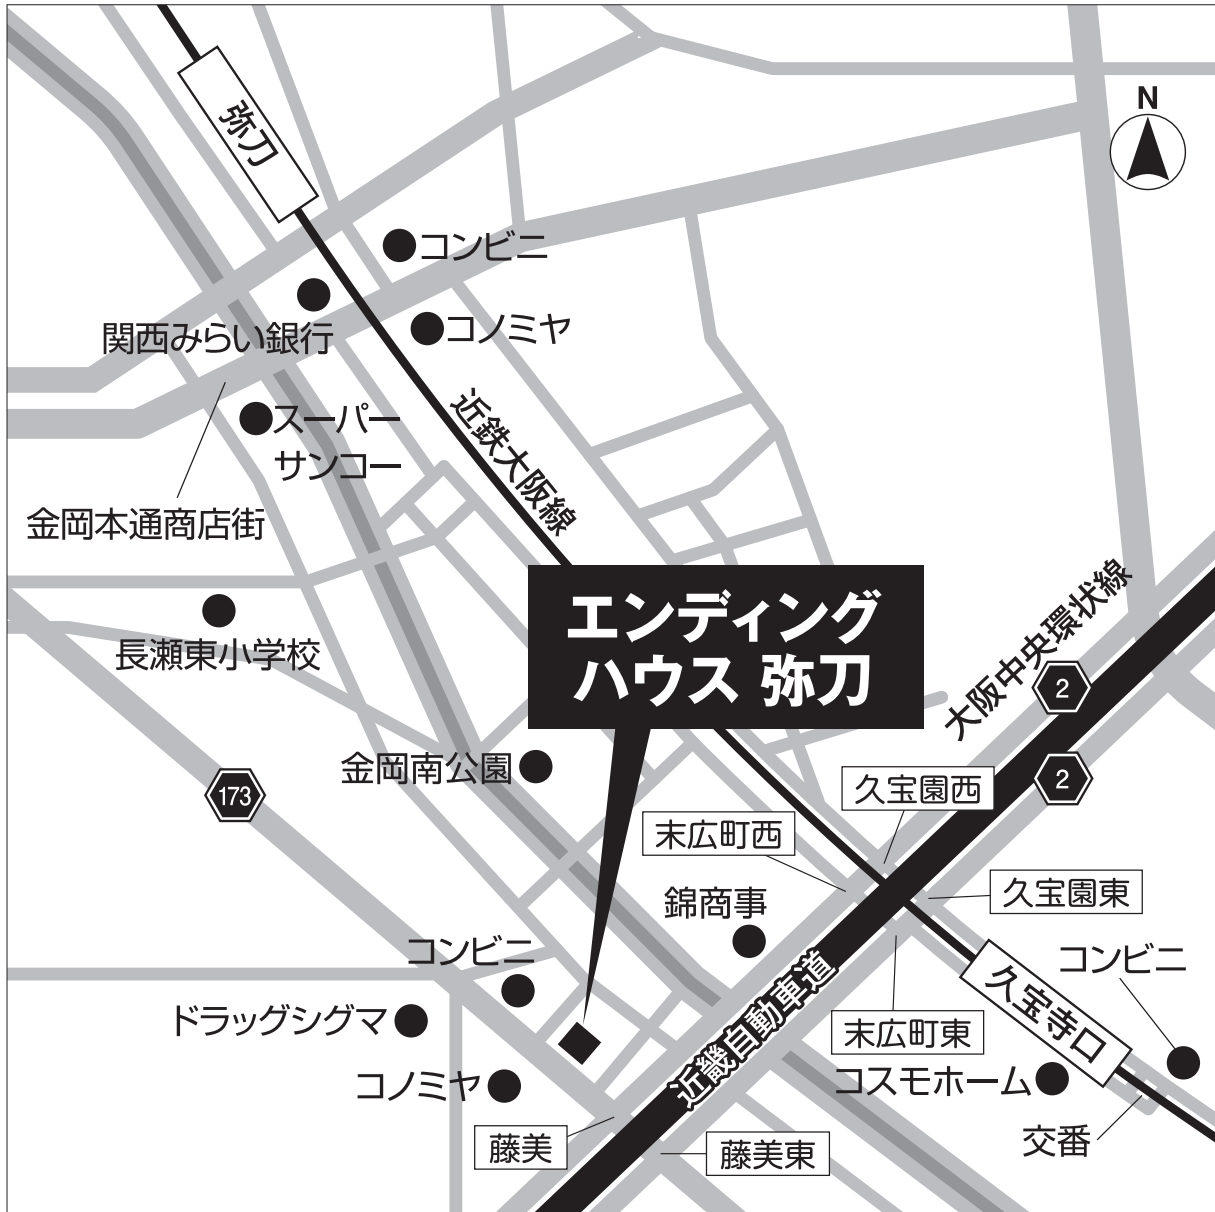 N
弥刀
コンビニ
関西みらい銀行
コノミヤ
スーパー
サンコー
近鉄大阪線
金岡本通商店街
長瀬東小学校
エンディング
ハウス 弥刀
大阪中央環状線
2
2
金岡南公園
173
久宝園西
末広町西
久宝園東
錦商事
コンビニ
コンビニ
久宝寺口
近畿自動車道
ドラッグシグマ
末広町東
コスモホーム
コノミヤ
交番
藤美
藤美東